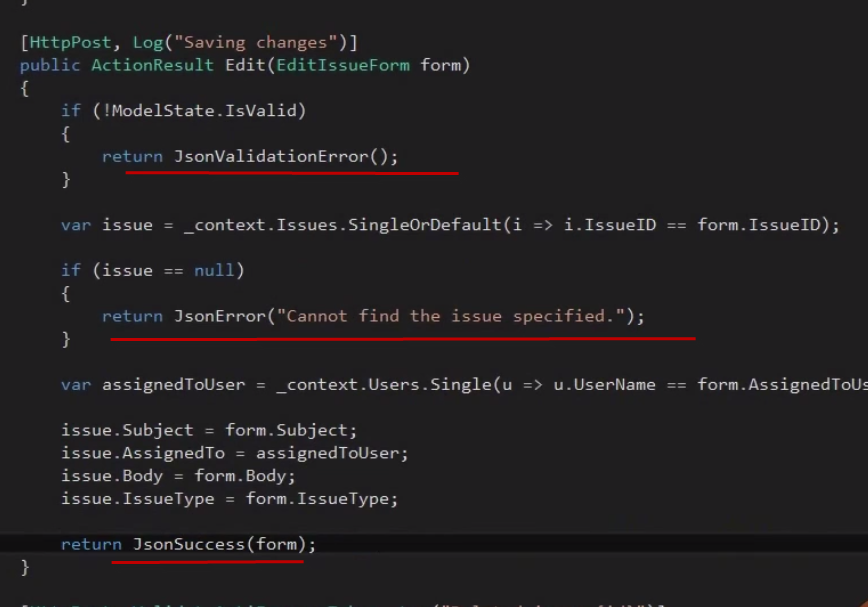 }
[HttpPost, Log("Saving changes")]
public ActionResult Edit(EditIssueForm form)
{
    if (!ModelState.IsValid)
    {
        return JsonValidationError();
    }
    var issue = _context.Issues.SingleOrDefault(i => i.IssueID == form.IssueID);
    if (issue == null)
    {
        return JsonError("Cannot find the issue specified.");
    }
    var assignedToUser = _context.Users.Single(u => u.UserName == form.AssignedToUs
    issue.Subject = form.Subject;
    issue.AssignedTo = assignedToUser;
    issue.Body = form.Body;
    issue.IssueType = form.IssueType;
    return JsonSuccess(form);
}